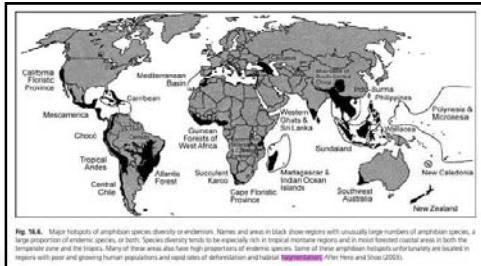 California
Floristic
Province
Mediterranean
Basin
Caribbean
Mesoamerica
Chocó
Tropical
Andes
Central
Chile
Atlantic
Forest
Guinean
Forests of
West Africa
Succulent
Karoo
Cape Floristic
Province
Western
Ghats &
Sri Lanka
Madagascar &
Indian Ocean
Islands
Indo-Burma
Philippines
Wallacea
Sundaland
Southwest
Australia
Polynesia &
Micronesia
New Caledonia
New Zealand
Fig. 16.6. Major hotspots of amphibian species diversity or endemism. Names and areas in black show regions with unusually large numbers of amphibian species, a
large proportion of endemic species, or both. Species diversity tends to be especially rich in tropical montane regions and in moist forested coastal areas in both the
temperate zone and the tropics. Many of these areas also have high proportions of endemic species. Some of these amphibian hotspots unfortunately are located in
regions with poor and growing human populations and rapid rates of deforestation and habitat fragmentation. After Hero and Shoo (2003).